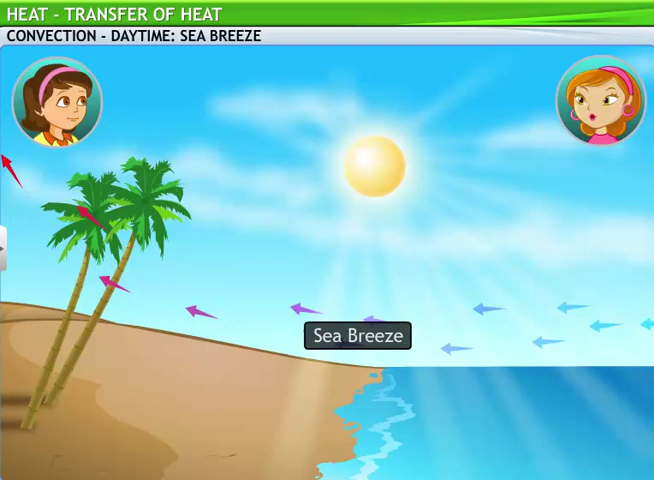 HEAT - TRANSFER OF HEAT
CONVECTION - DAYTIME: SEA BREEZE
Sea Breeze